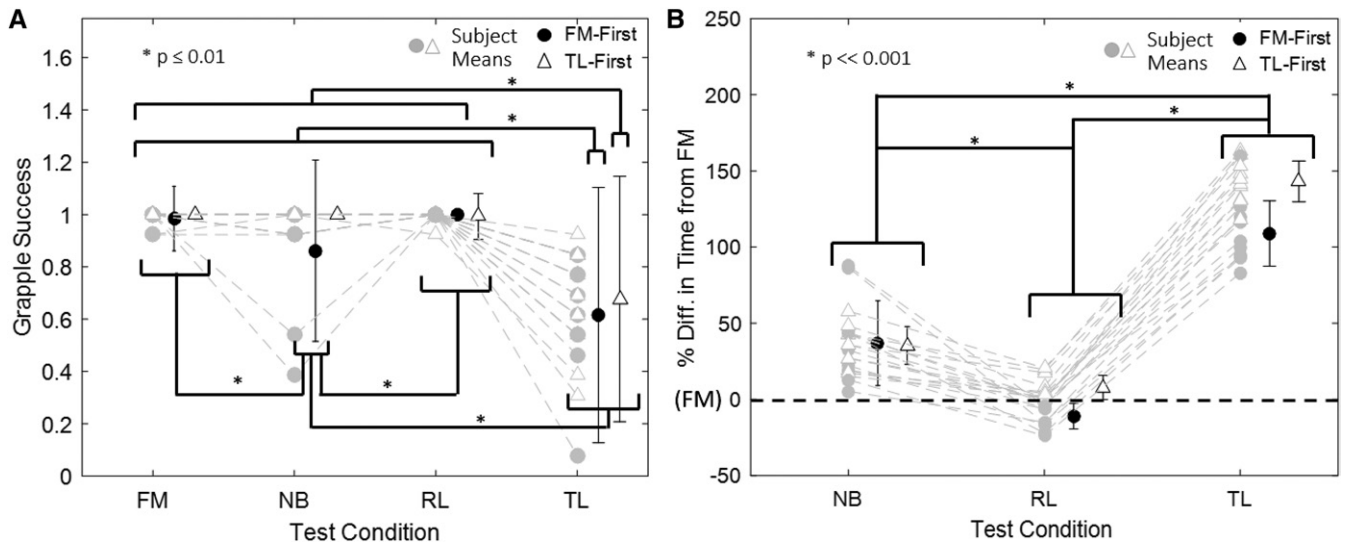 A
* p ≤ 0.01
Subject
Means
FM-First
TL-First
1.6
1.4
1.2
1
0.8
0.6
0.4
0.2
0
Grapple Success
*
*
*
*
*
FM
NB
RL
TL
Test Condition
B
* p << 0.001
Subject
Means
FM-First
TL-First
250
200
150
100
50
(FM) 0
-50
% Diff. in Time from FM
*
*
*
NB
RL
TL
Test Condition